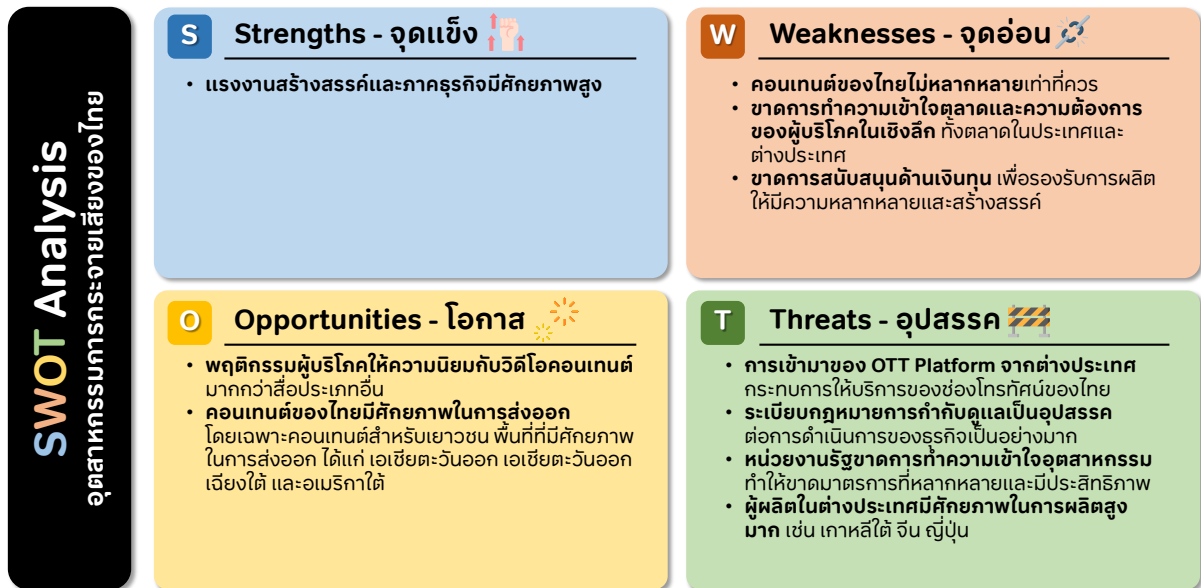 SWOT Analysis
อุตสาหกรรมการกระจายเสียงของไทย
S Strengths - จุดแข็ง
• แรงงานสร้างสรรค์และภาคธุรกิจมีศักยภาพสูง
W Weaknesses - จุดอ่อน
• คอนเทนต์ของไทยไม่หลากหลายเท่าที่ควร
• ขาดการทำความเข้าใจตลาดและความต้องการ
ของผู้บริโภคในเชิงลึก ทั้งตลาดในประเทศและ
ต่างประเทศ
• ขาดการสนับสนุนด้านเงินทุน เพื่อรองรับการผลิต
ให้มีความหลากหลายแสะสร้างสรรค์
O Opportunities - โอกาส
• พฤติกรรมผู้บริโภคให้ความนิยมกับวิดีโอคอนเทนต์
มากกว่าสื่อประเภทอื่น
• คอนเทนต์ของไทยมีศักยภาพในการส่งออก
โดยเฉพาะคอนเทนต์สำหรับเยาวชน พื้นที่ที่มีศักยภาพ
ในการส่งออก ได้แก่ เอเชียตะวันออก เอเชียตะวันออก
เฉียงใต้ และอเมริกาใต้
T Threats - อุปสรรค
• การเข้ามาของ OTT Platform จากต่างประเทศ
กระทบการให้บริการของช่องโทรทัศน์ของไทย
• ระเบียบกฎหมายการกำกับดูแลเป็นอุปสรรค
ต่อการดำเนินการของธุรกิจเป็นอย่างมาก
• หน่วยงานรัฐขาดการทำความเข้าใจอุตสาหกรรม
ทำให้ขาดมาตรการที่หลากหลายและมีประสิทธิภาพ
• ผู้ผลิตในต่างประเทศมีศักยภาพในการผลิตสูง
มาก เช่น เกาหลีใต้ จีน ญี่ปุ่น